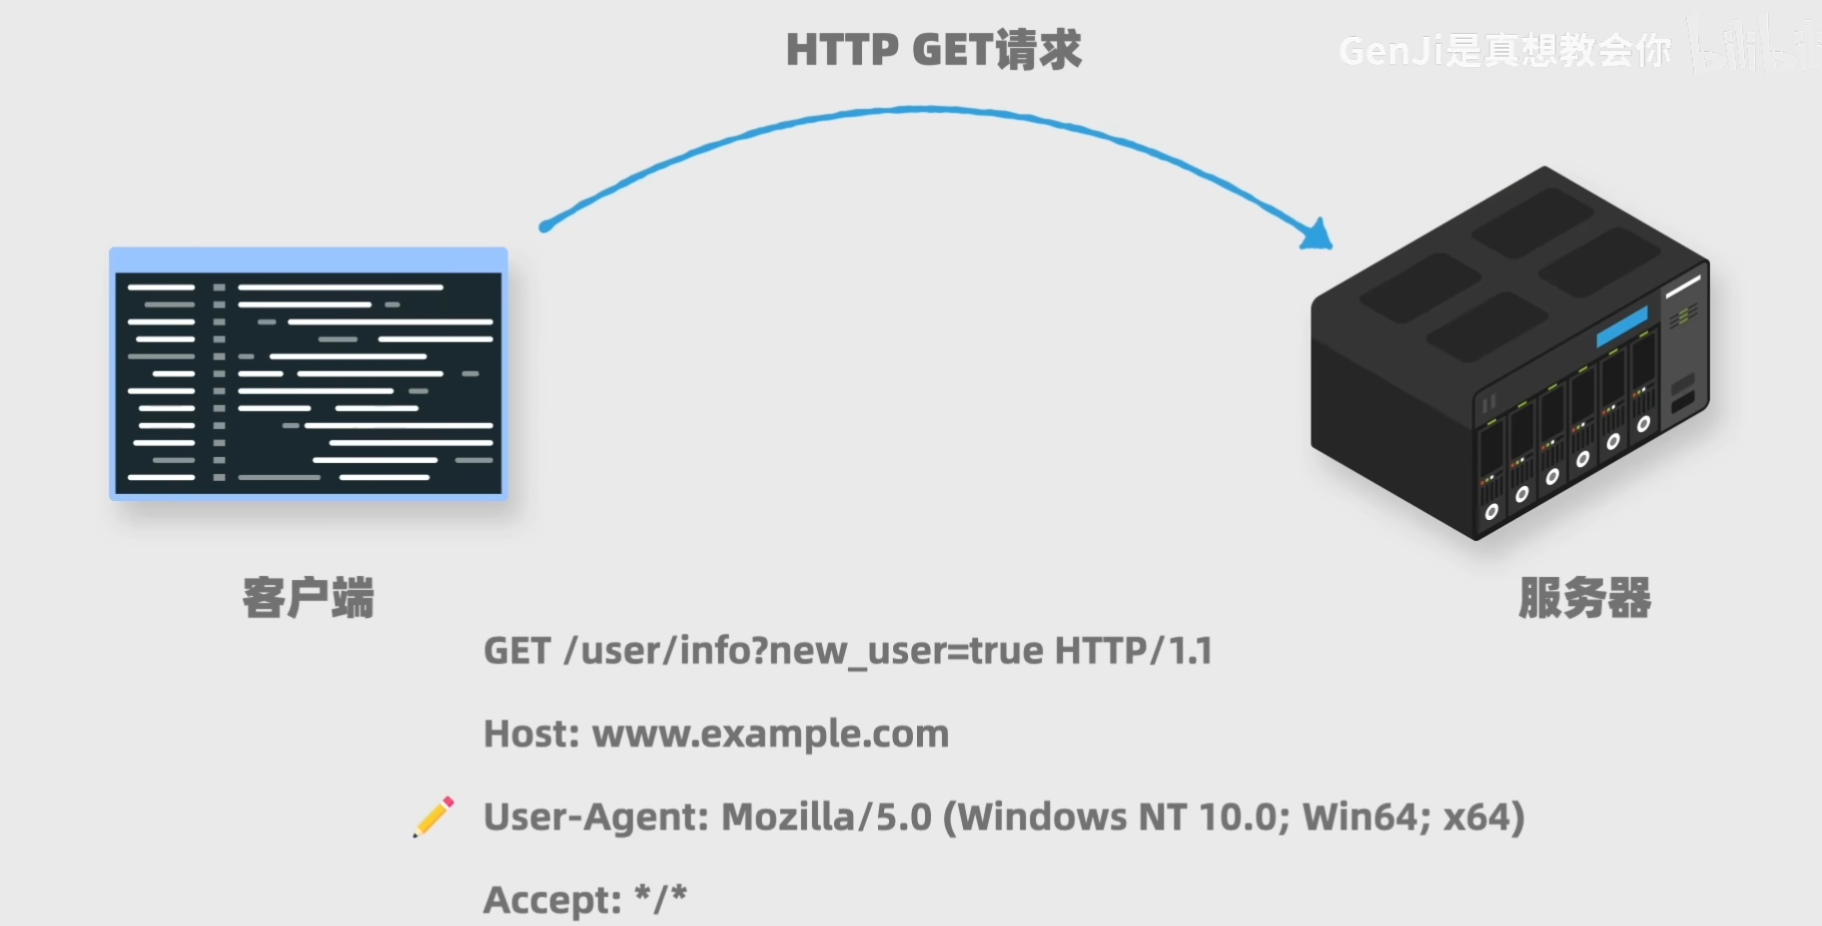 HTTP GET请求
GenJi是真想教会你 bilibili
客户端
服务器
GET /user/info?new_user=true HTTP/1.1
Host: www.example.com
User-Agent: Mozilla/5.0 (Windows NT 10.0; Win64; x64)
Accept: */*